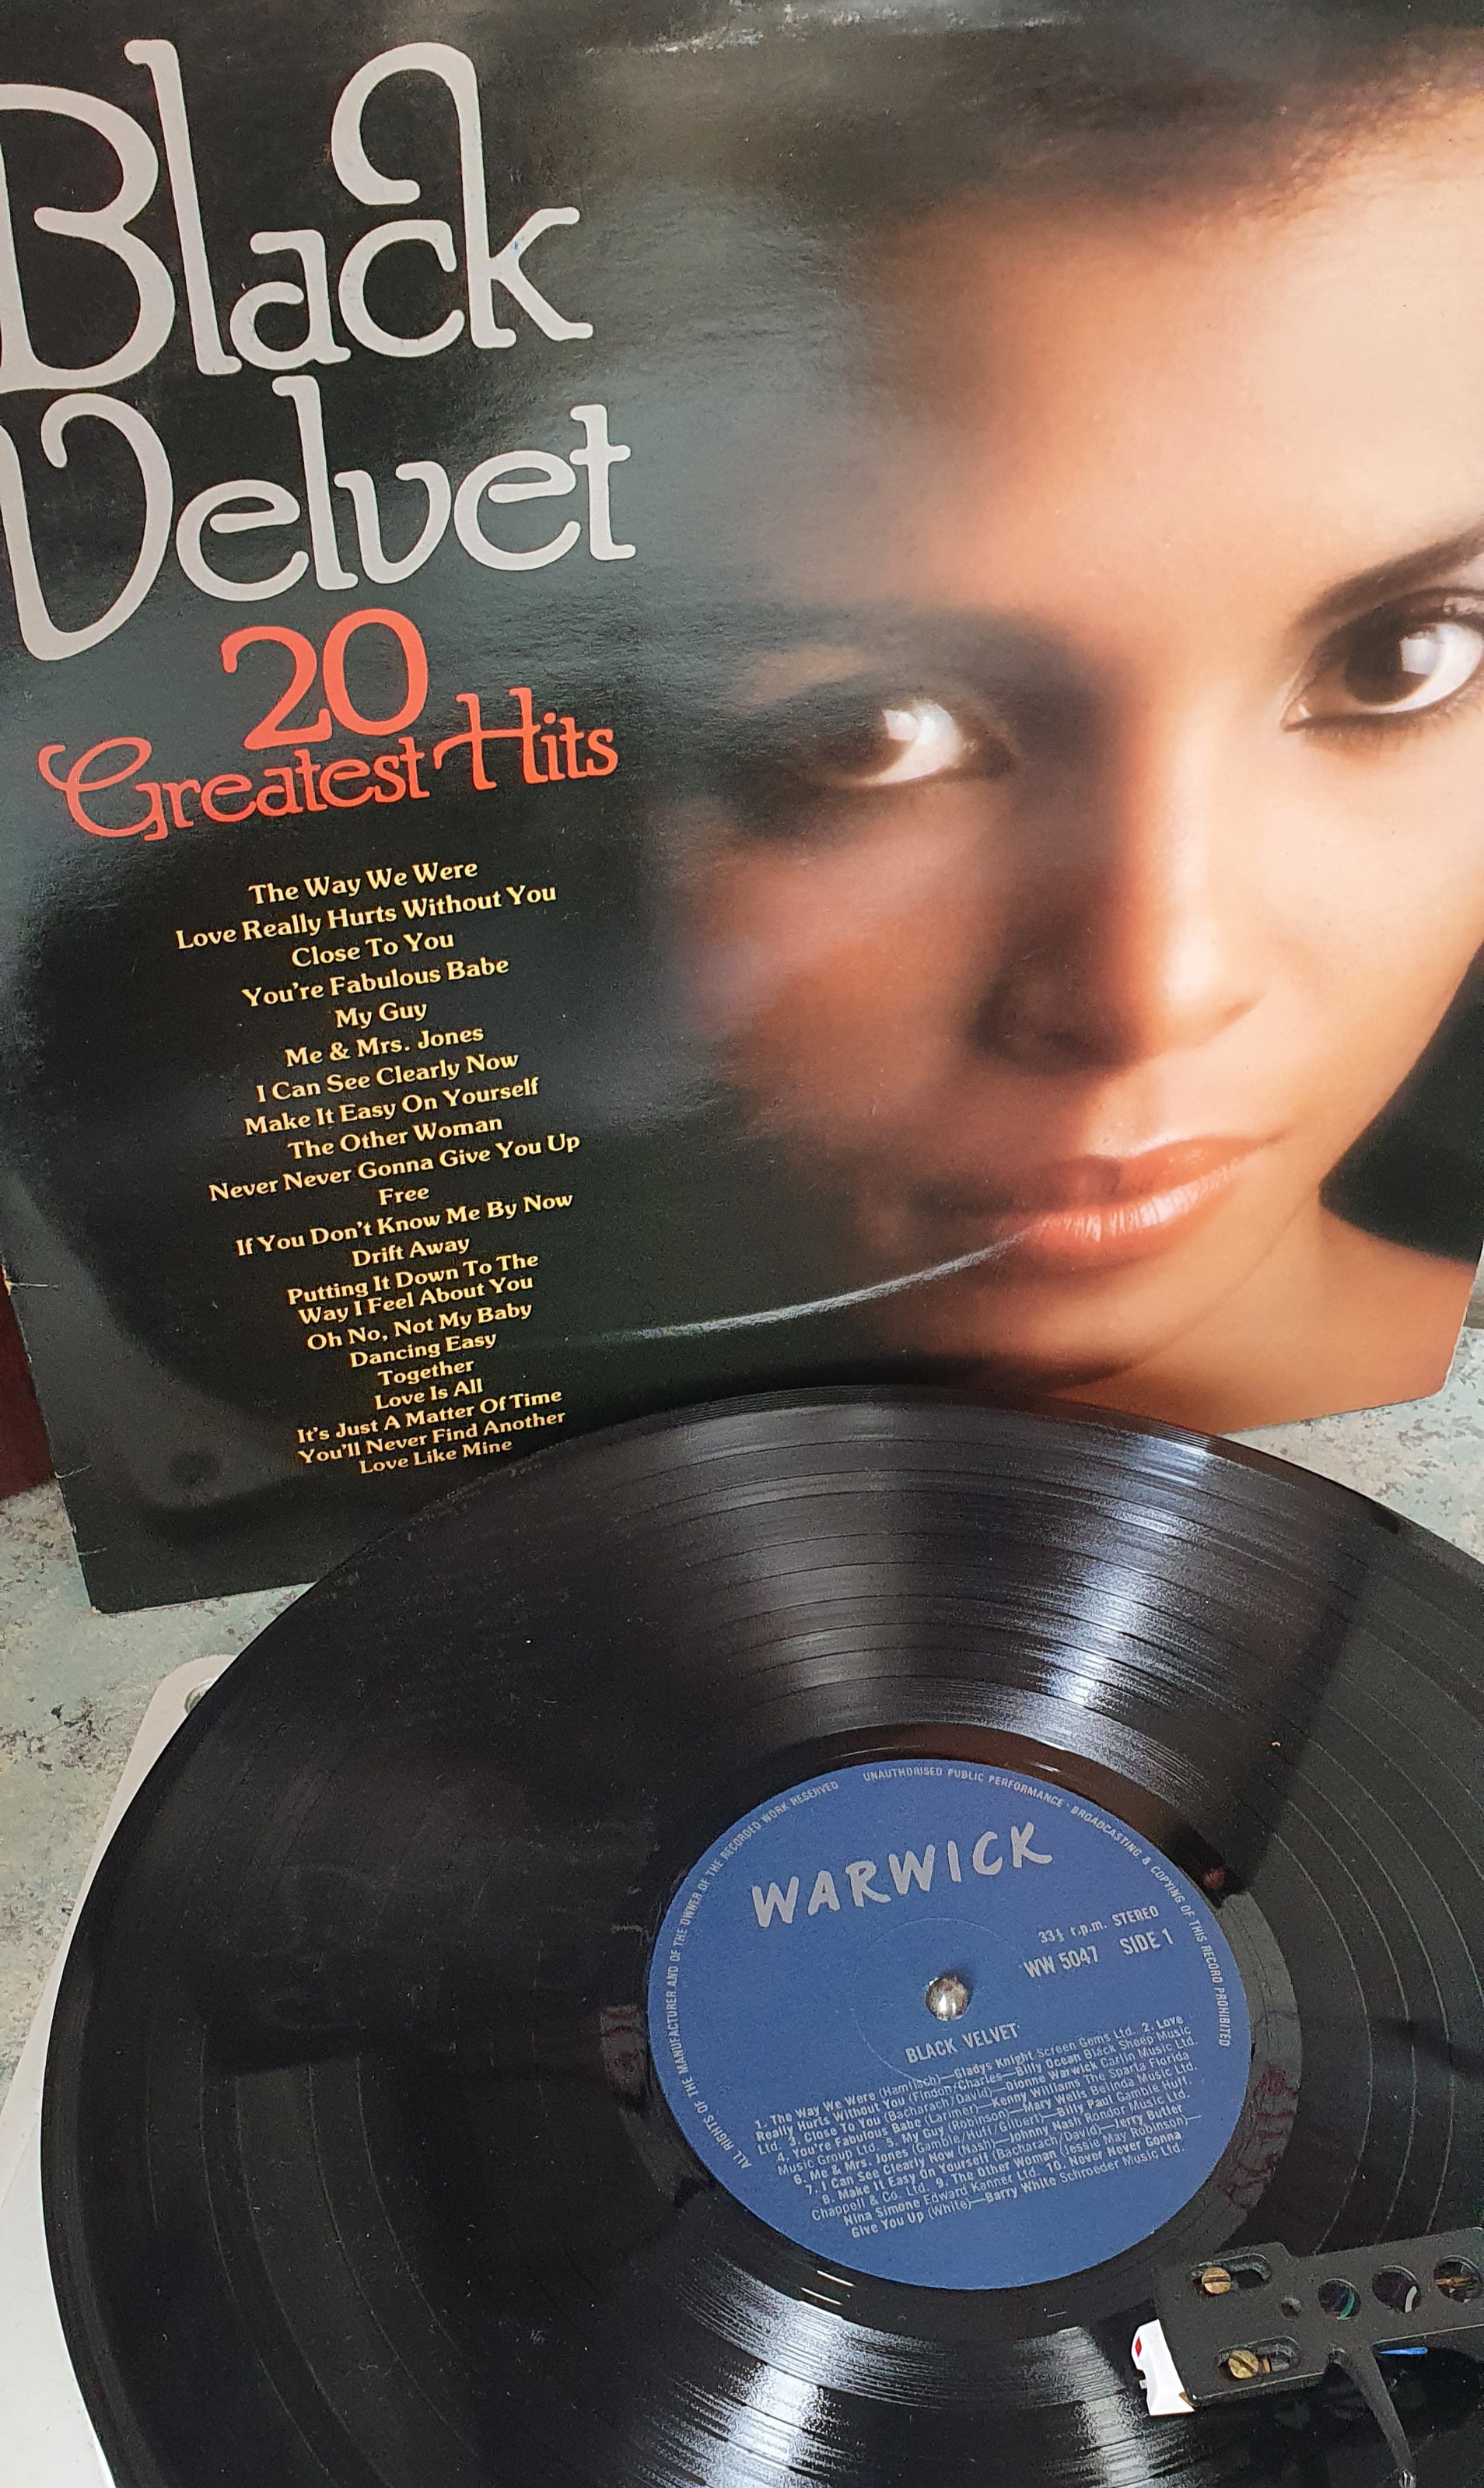 Black
Velvet
20
Greatest Hits
The Way We Were
Love Really Hurts Without You
Close To You
You're Fabulous Babe
My Guy
Me & Mrs. Jones
I Can See Clearly Now
Make It Easy On Yourself
The Other Woman
Never Never Gonna Give You Up
Free
If You Don't Know Me By Now
Drift Away
Putting It Down To The
Way I Feel About You
Oh No, Not My Baby
Dancing Easy
Together
Love Is All
It's Just A Matter Of Time
You'll Never Find Another
Love Like Mine
ALL RIGHTS OF THE MANUFACTURER AND OF THE OWNER OF THE RECORDED WORK RESERVED
UNAUTHORISED PUBLIC PERFORMANCE · BROADCASTING & COPYING OF THIS RECORD PROHIBITED
WARWICK
33⅓ r.p.m. STEREO
WW 5047 SIDE 1
BLACK VELVET
1. The Way We Were (Hamlisch)—Gladys Knight Screen Gems Ltd. 2. Love
Really Hurts Without You (Findon/Charles—Billy Ocean Black Sheep Music
Ltd. 3. Close To You (Bacharach/David)—Dionne Warwick Carlin Music Ltd.
4. You're Fabulous Babe (Larimer)—Kenny Williams The Sparta Florida
Music Group Ltd. 5. My Guy (Robinson)—Mary Wells Belinda Music Ltd.
6. Me & Mrs. Jones (Gamble/Huff/Gilbert)—Billy Paul Gamble Huff.
7. I Can See Clearly Now (Nash)—Johnny Nash Rondor Music Ltd.
8. Make It Easy On Yourself (Bacharach/David)—Jerry Butler
Chappell & Co. Ltd. 9. The Other Woman (Jessie May Robinson)—
Nina Simone Edward Kanner Ltd. 10. Never Never Gonna
Give You Up (White)—Barry White Schroeder Music Ltd.